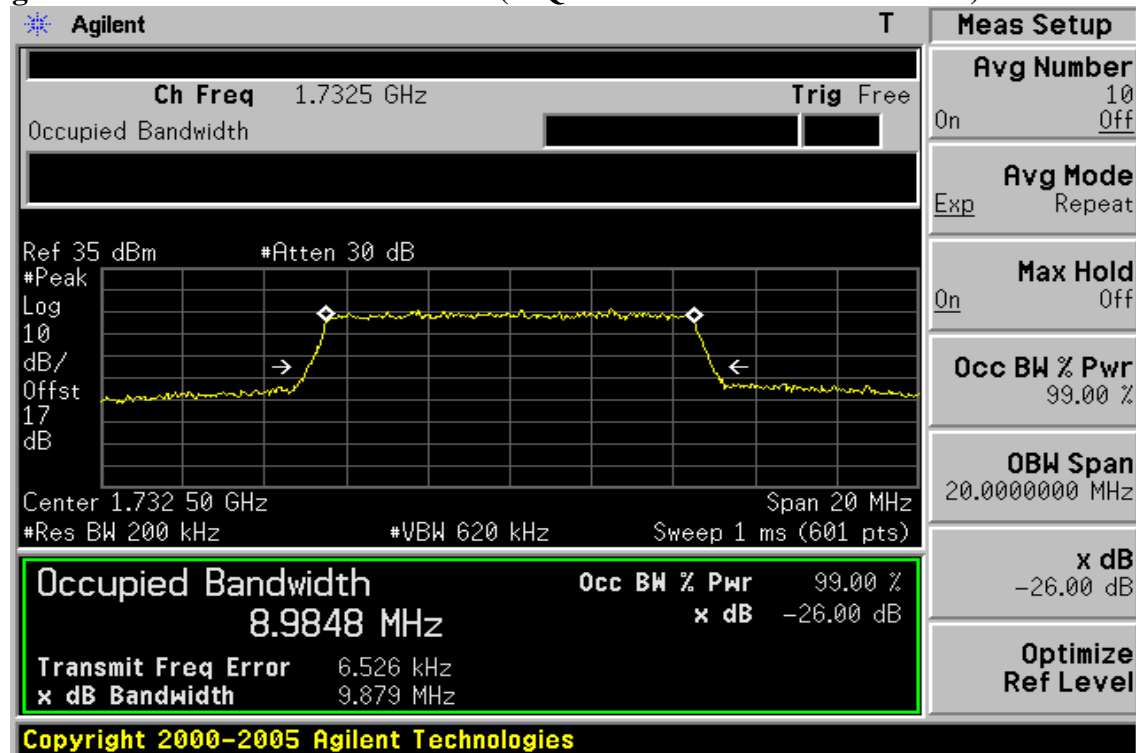 Agilent T
Ch Freq 1.7325 GHz Trig Free
Occupied Bandwidth
Ref 35 dBm #Atten 30 dB
#Peak
Log
10
dB/
Offst
17
dB
Center 1.732 50 GHz Span 20 MHz
#Res BW 200 kHz #VBW 620 kHz Sweep 1 ms (601 pts)
Occupied Bandwidth Occ BW % Pwr 99.00 %
8.9848 MHz x dB -26.00 dB
Transmit Freq Error 6.526 kHz
x dB Bandwidth 9.879 MHz
Copyright 2000-2005 Agilent Technologies
Meas Setup
Avg Number
10
On Off
Avg Mode
Exp Repeat
Max Hold
On Off
Occ BW % Pwr
99.00 %
OBW Span
20.0000000 MHz
x dB
-26.00 dB
Optimize
Ref Level